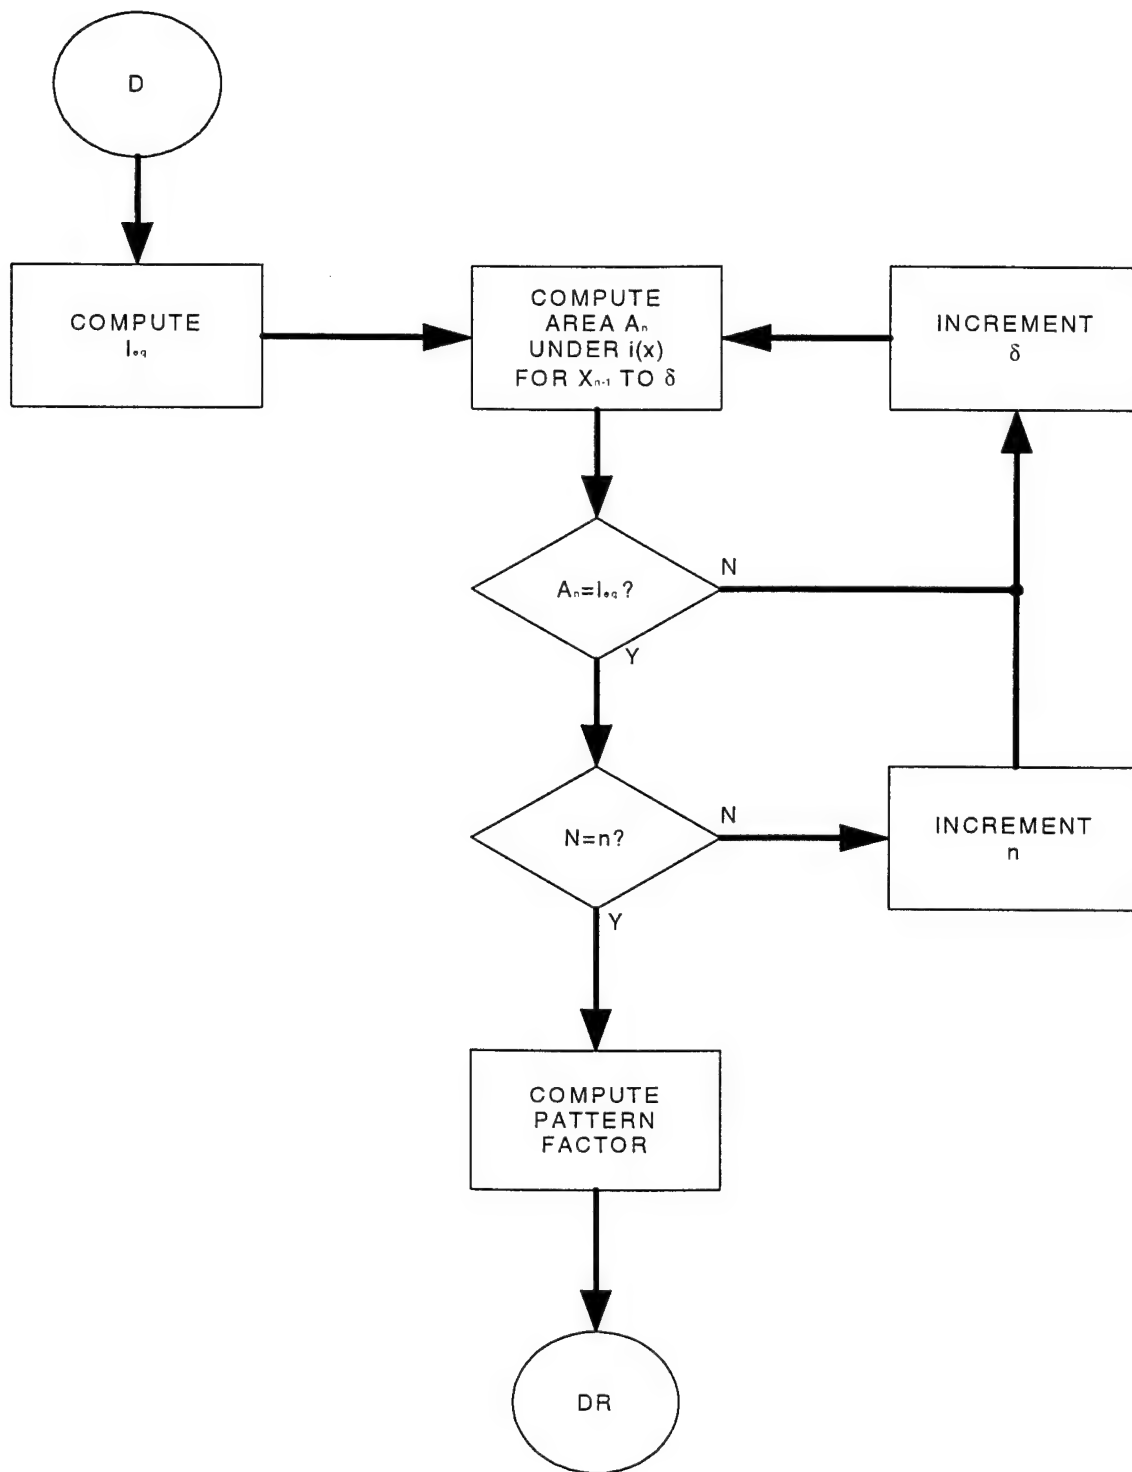 D
COMPUTE
Iₑq
COMPUTE
AREA Aₙ
UNDER i(x)
FOR Xₙ₋₁ TO δ
INCREMENT
δ
Aₙ=Iₑq?
N
Y
N=n?
N
Y
INCREMENT
n
COMPUTE
PATTERN
FACTOR
DR